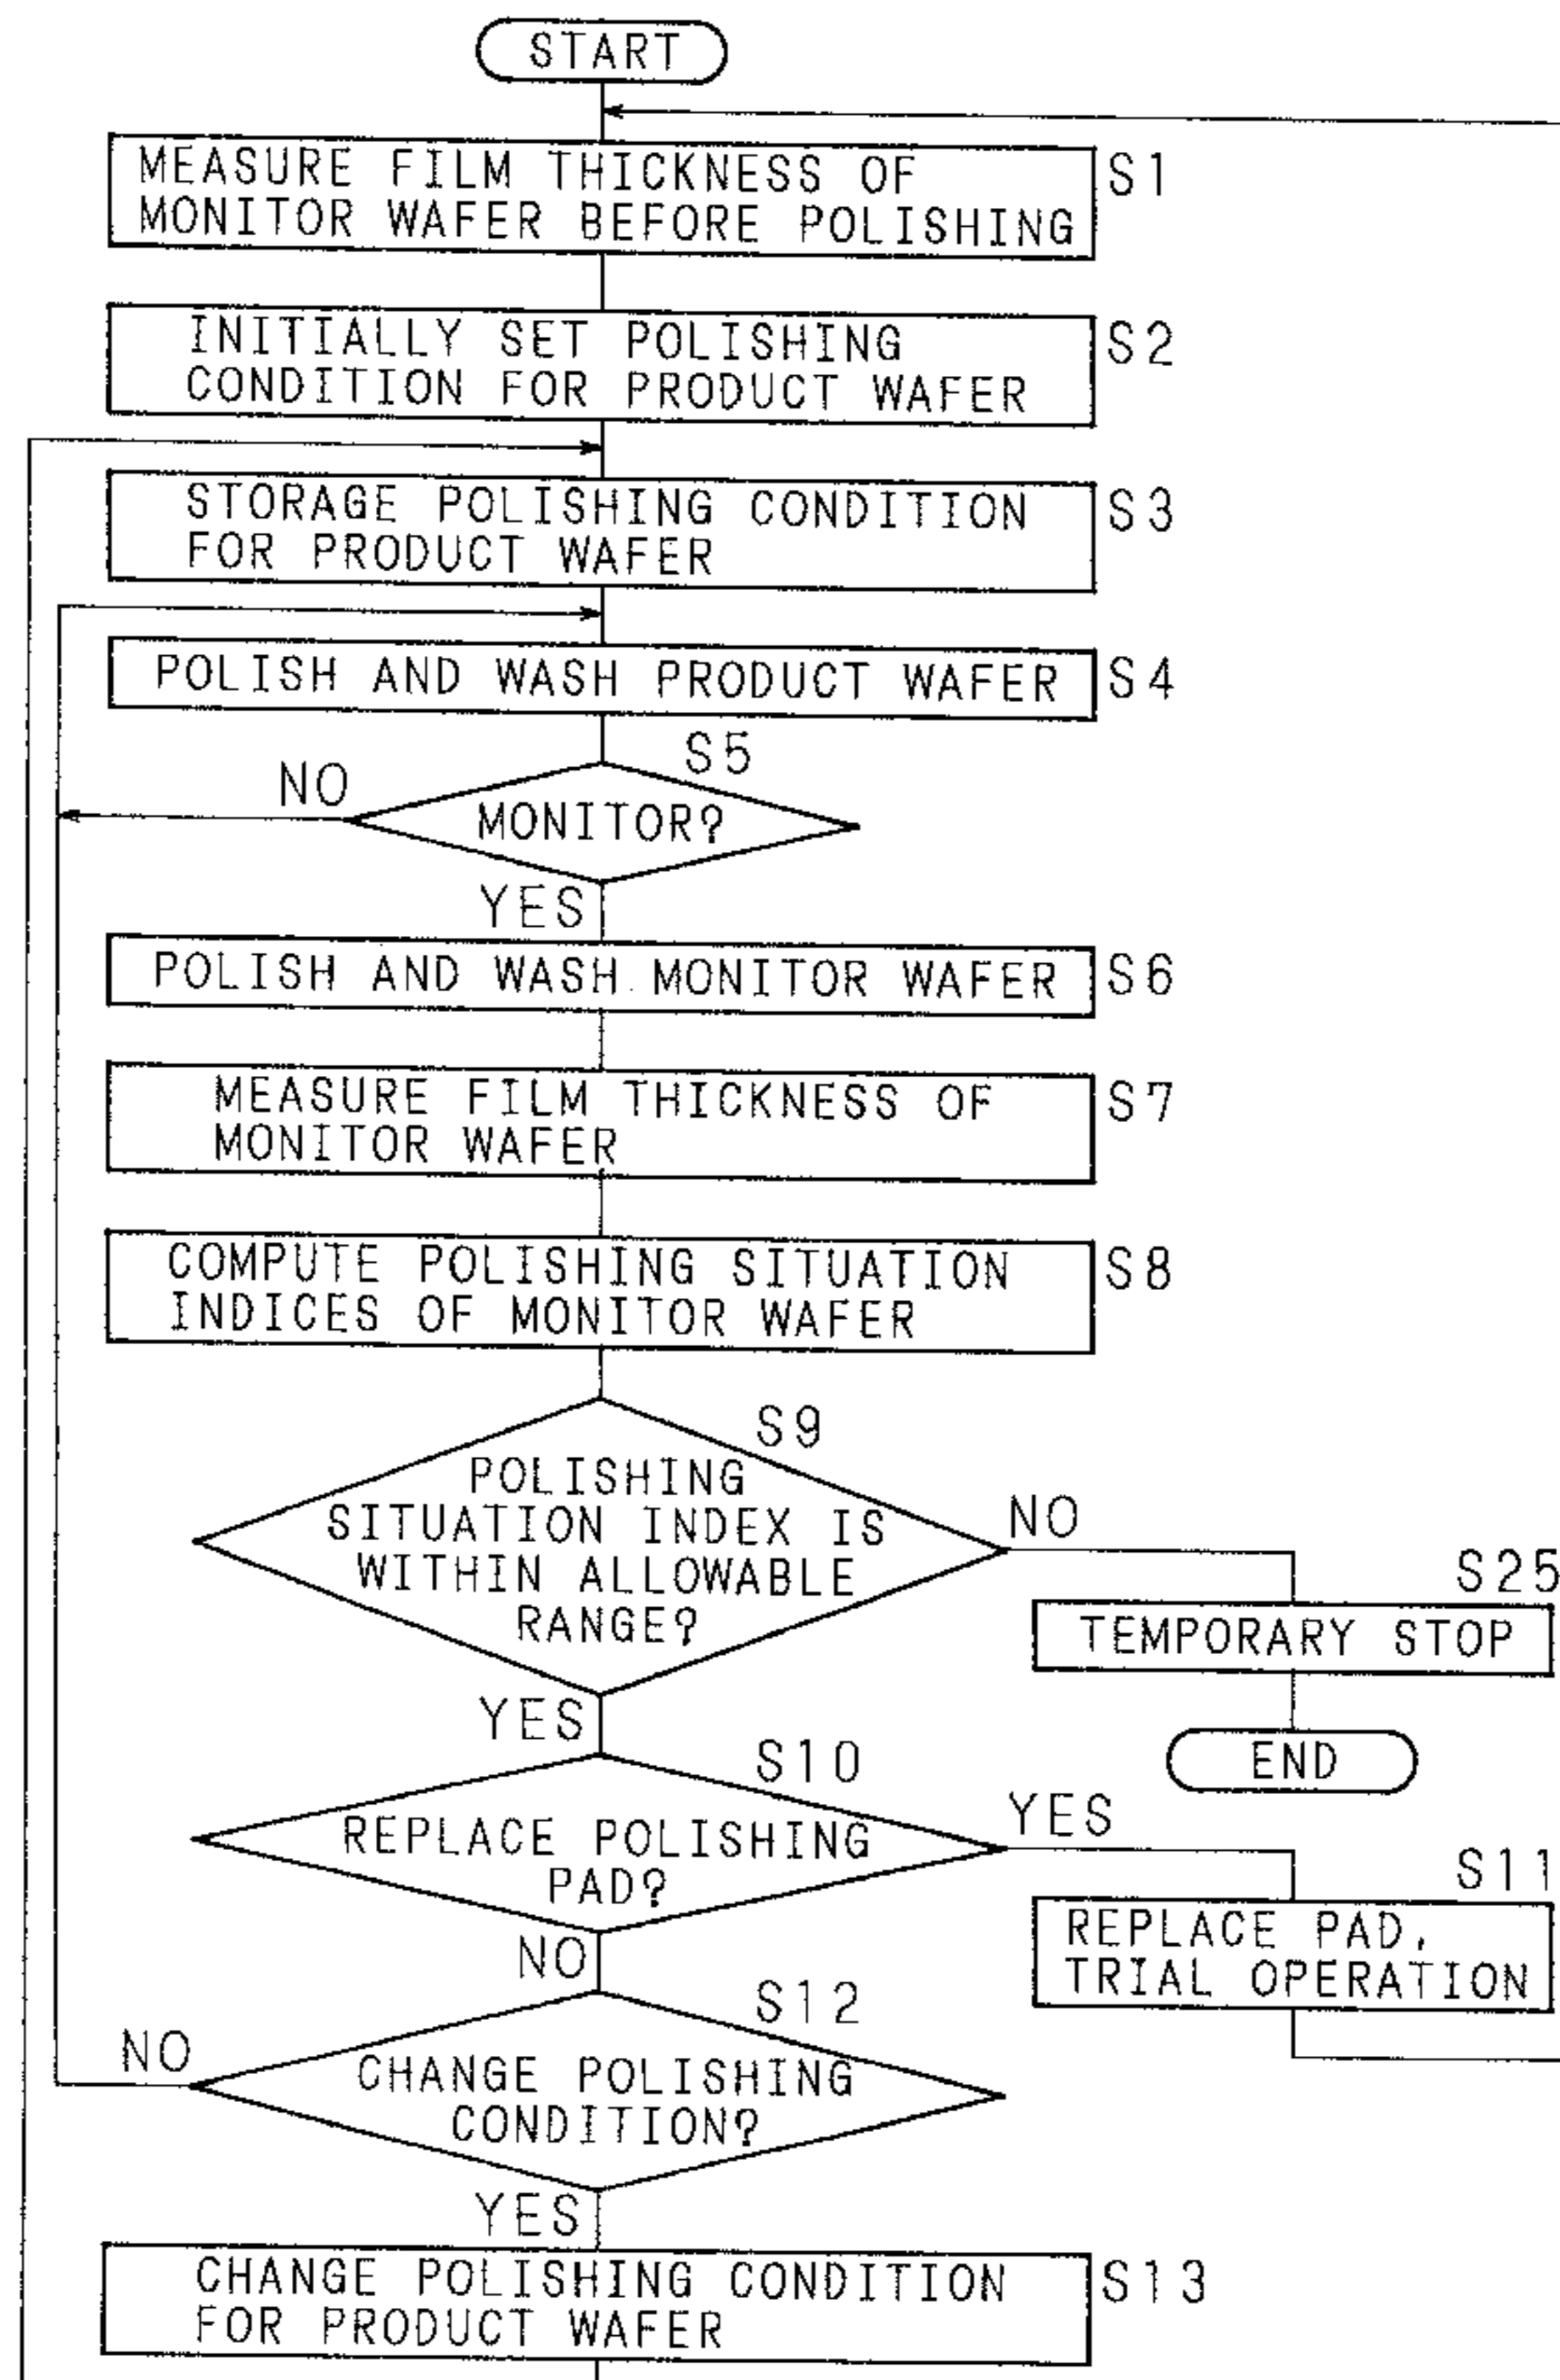 START
MEASURE FILM THICKNESS OF
MONITOR WAFER BEFORE POLISHING
S1
INITIALLY SET POLISHING
CONDITION FOR PRODUCT WAFER
S2
STORAGE POLISHING CONDITION
FOR PRODUCT WAFER
S3
POLISH AND WASH PRODUCT WAFER
S4
S5
NO
MONITOR?
YES
POLISH AND WASH MONITOR WAFER
S6
MEASURE FILM THICKNESS OF
MONITOR WAFER
S7
COMPUTE POLISHING SITUATION
INDICES OF MONITOR WAFER
S8
S9
POLISHING
SITUATION INDEX IS
WITHIN ALLOWABLE
RANGE?
NO
S25
TEMPORARY STOP
END
YES
S10
REPLACE POLISHING
PAD?
YES
S11
REPLACE PAD,
TRIAL OPERATION
NO
S12
NO
CHANGE POLISHING
CONDITION?
YES
CHANGE POLISHING CONDITION
FOR PRODUCT WAFER
S13